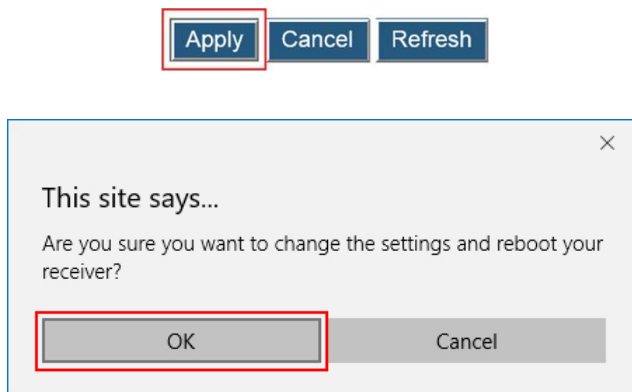 Apply Cancel Refresh
This site says...
Are you sure you want to change the settings and reboot your
receiver?
OK Cancel